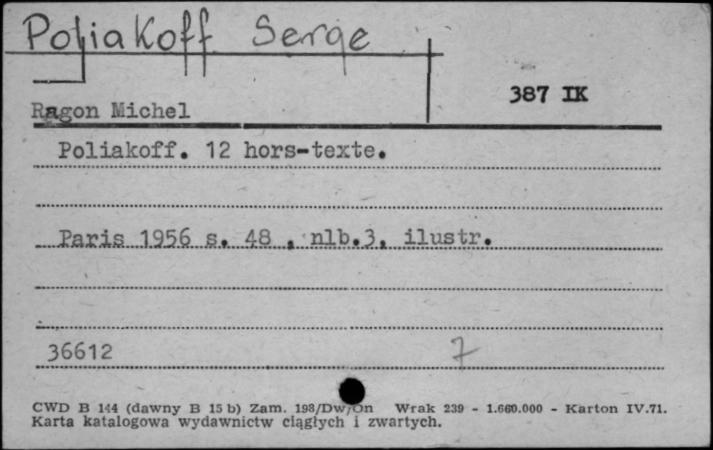 Poliakoff Serge
387 IK
Ragon Michel
Poliakoff. 12 hors-texte.
Paris 1956 s. 48 , nlb.3, ilustr.
36612 7
CWD B 144 (dawny B 15 b) Zam. 198/Dw/On Wrak 239 - 1.660.000 - Karton IV.71.
Karta katalogowa wydawnictw ciągłych i zwartych.